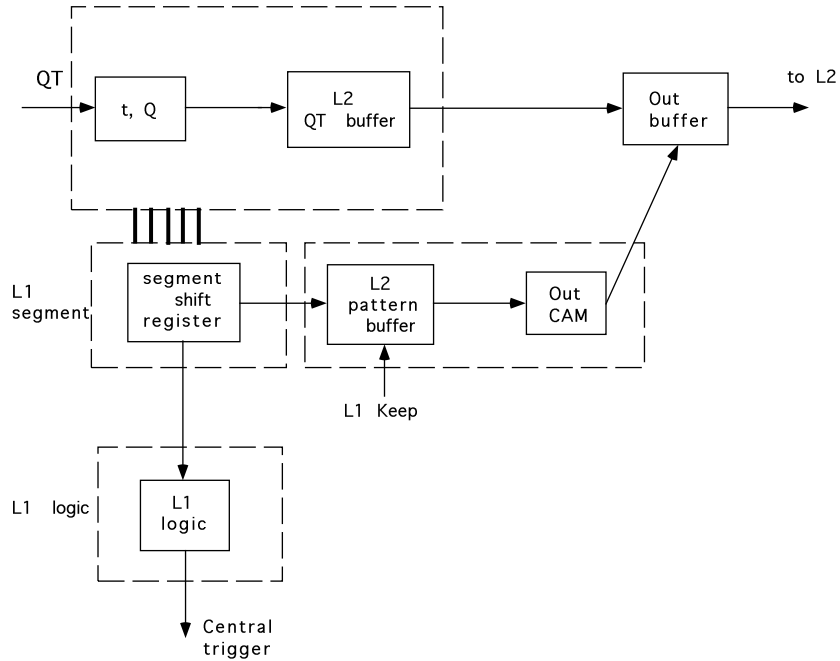 QT
t, Q
L2
QT buffer
Out
buffer
to L2
L1
segment
segment
shift
register
L2
pattern
buffer
Out
CAM
L1 Keep
L1 logic
L1
logic
Central
trigger